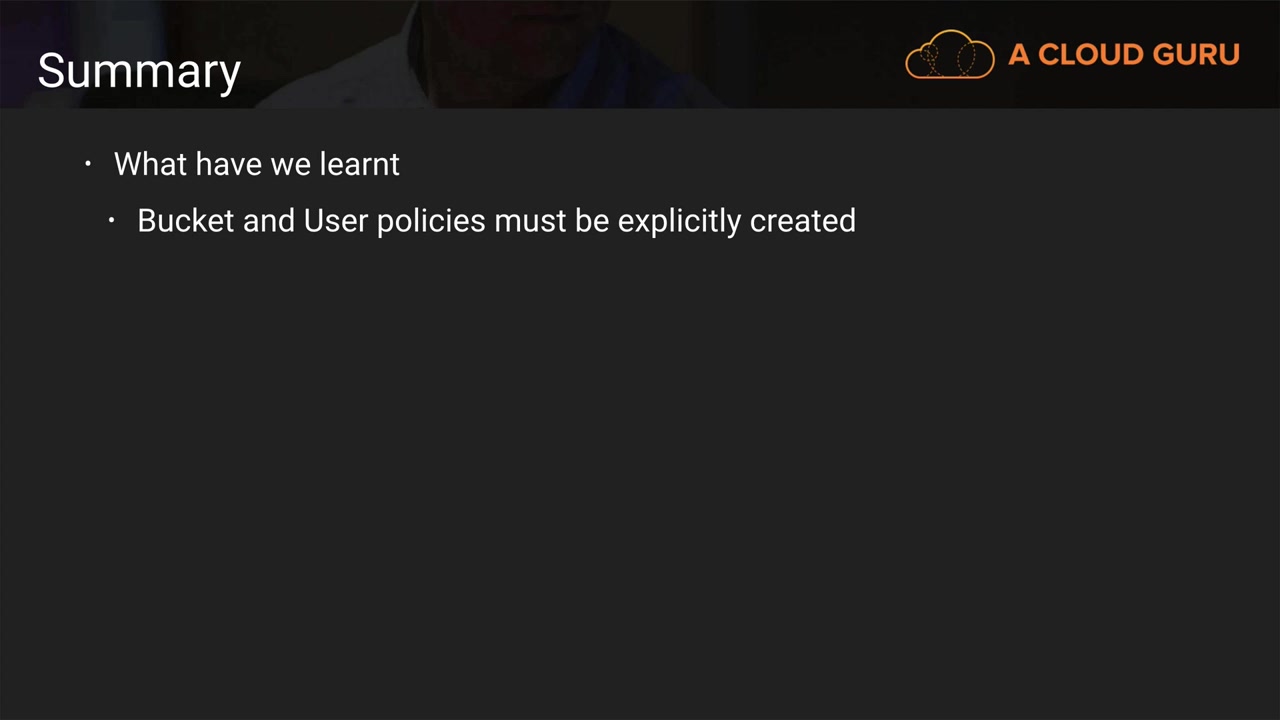 Summary
A CLOUD GURU
• What have we learnt
• Bucket and User policies must be explicitly created